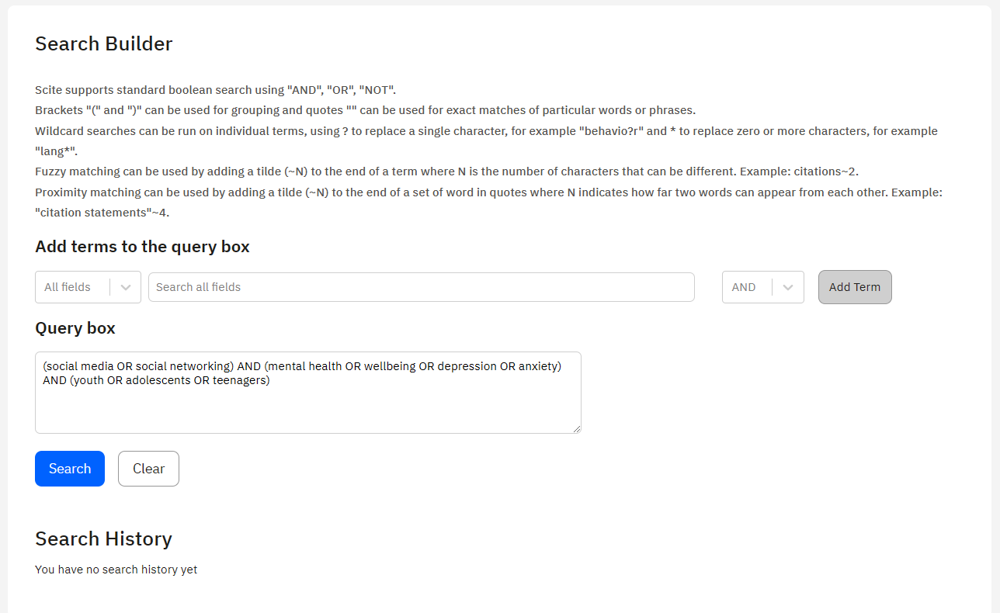 Search Builder
Scite supports standard boolean search using "AND", "OR", "NOT".
Brackets "(" and ")" can be used for grouping and quotes "" can be used for exact matches of particular words or phrases.
Wildcard searches can be run on individual terms, using ? to replace a single character, for example "behavio?r" and * to replace zero or more characters, for example
"lang*".
Fuzzy matching can be used by adding a tilde (~N) to the end of a term where N is the number of characters that can be different. Example: citations~2.
Proximity matching can be used by adding a tilde (~N) to the end of a set of word in quotes where N indicates how far two words can appear from each other. Example:
"citation statements"~4.
Add terms to the query box
All fields Search all fields AND Add Term
Query box
(social media OR social networking) AND (mental health OR wellbeing OR depression OR anxiety)
AND (youth OR adolescents OR teenagers)
Search Clear
Search History
You have no search history yet